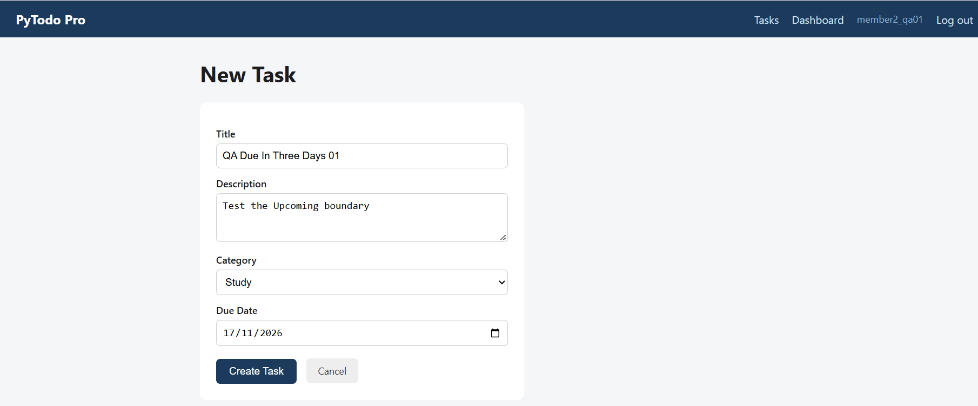 PyTodo Pro
Tasks Dashboard member2_qa01 Log out
New Task
Title
QA Due In Three Days 01
Description
Test the Upcoming boundary
Category
Study
Due Date
17/11/2026
Create Task Cancel